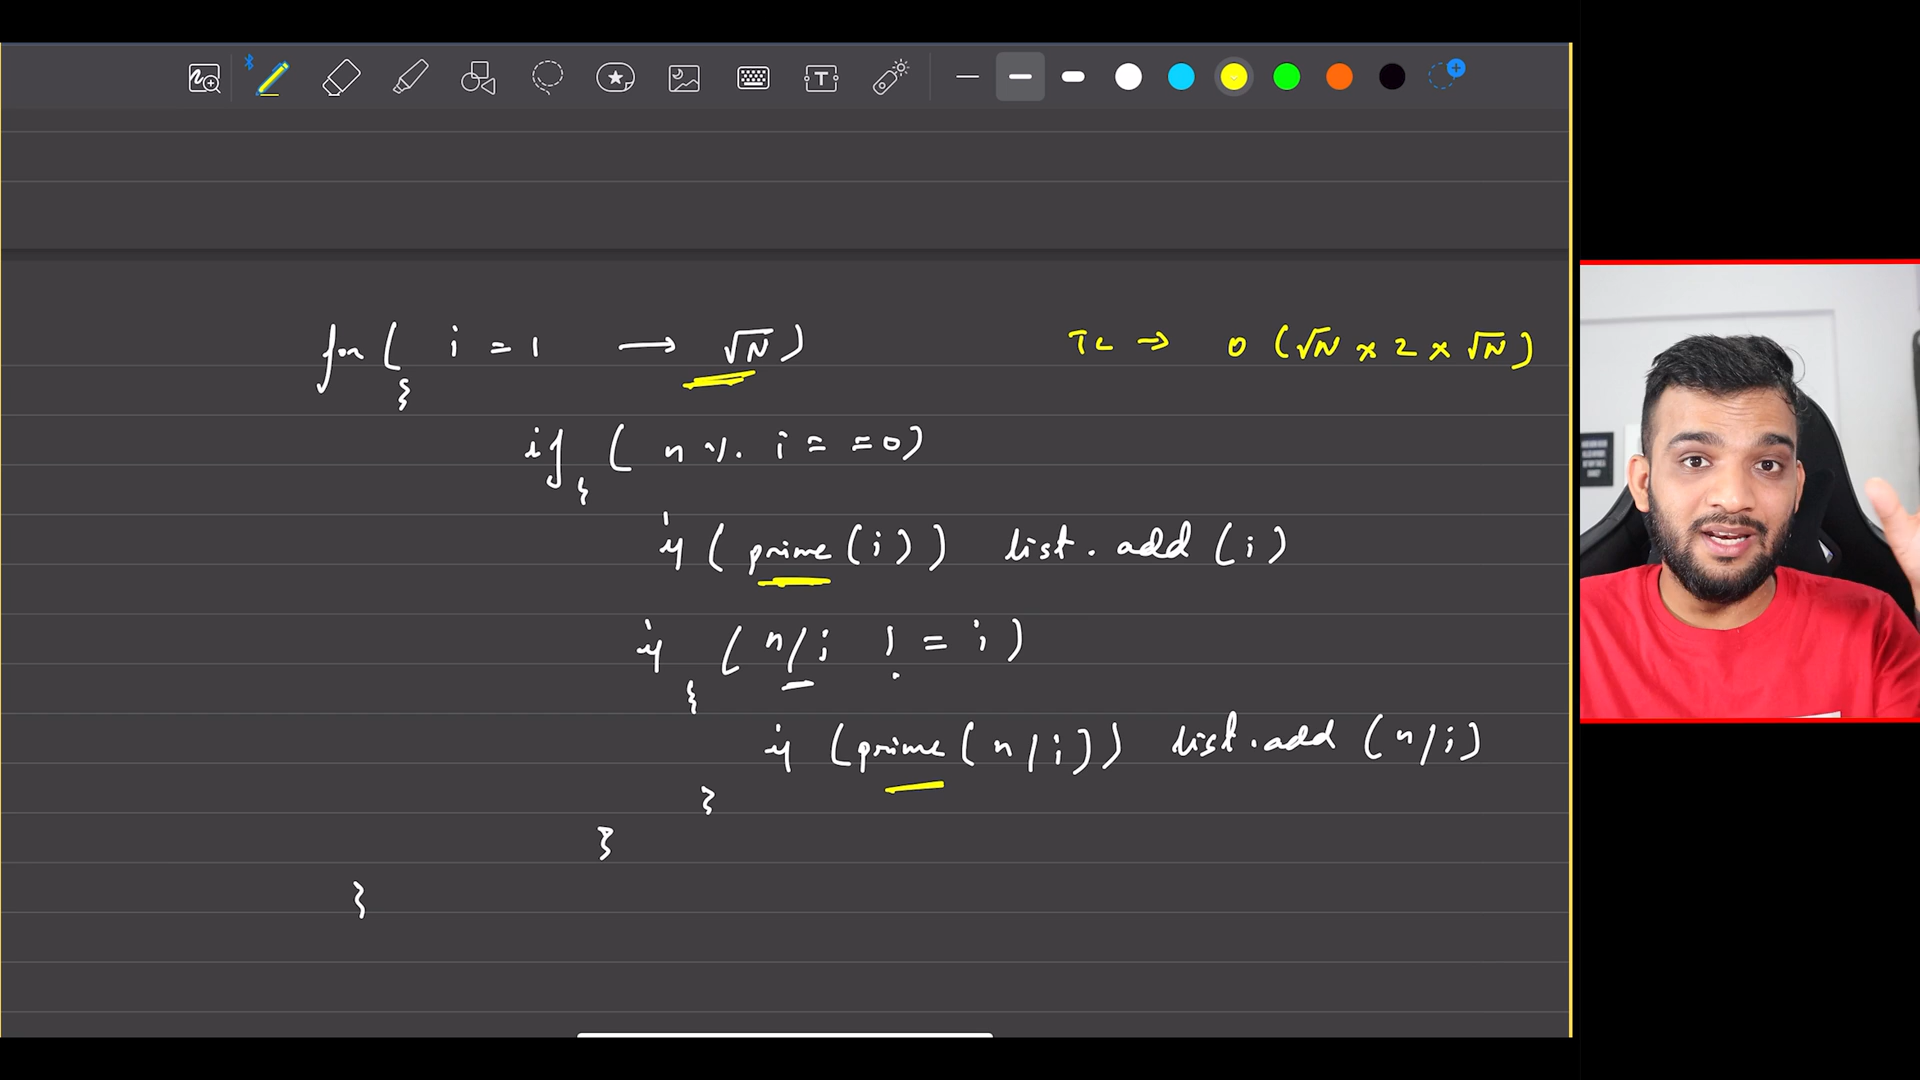 for ( i = 1 → √N ) TC → O ( √N × 2 × √N )
{
if ( n % i = = 0 )
{
if ( prime ( i ) ) list . add ( i )
if ( n / i ! = i )
{
if ( prime ( n / i ) ) list . add ( n / i )
}
}
}